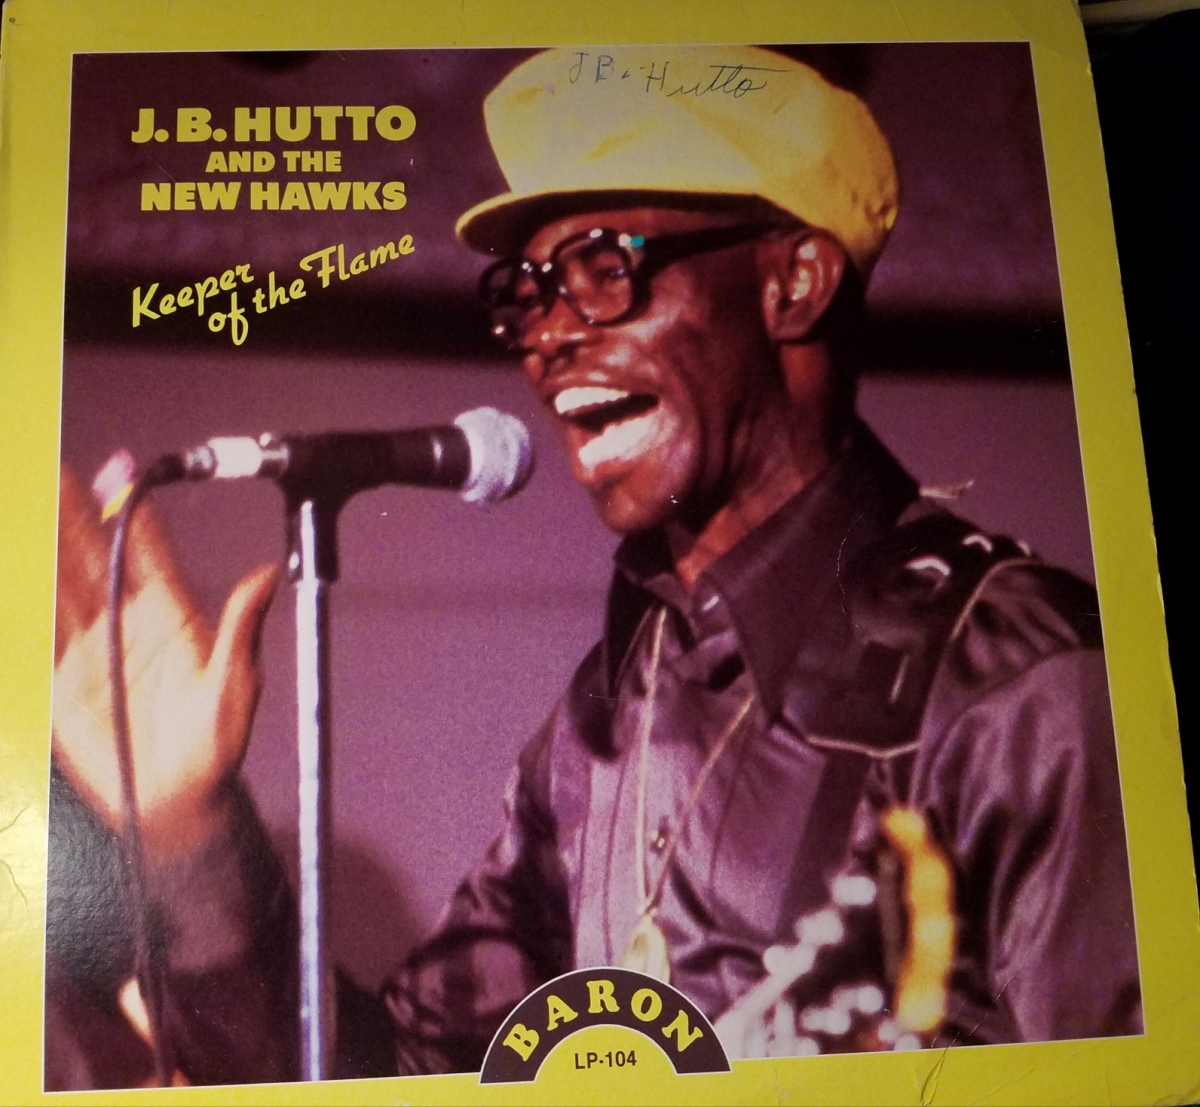 J B. Hutto
J.B. HUTTO
AND THE
NEW HAWKS
Keeper
of the Flame
BARON
LP-104